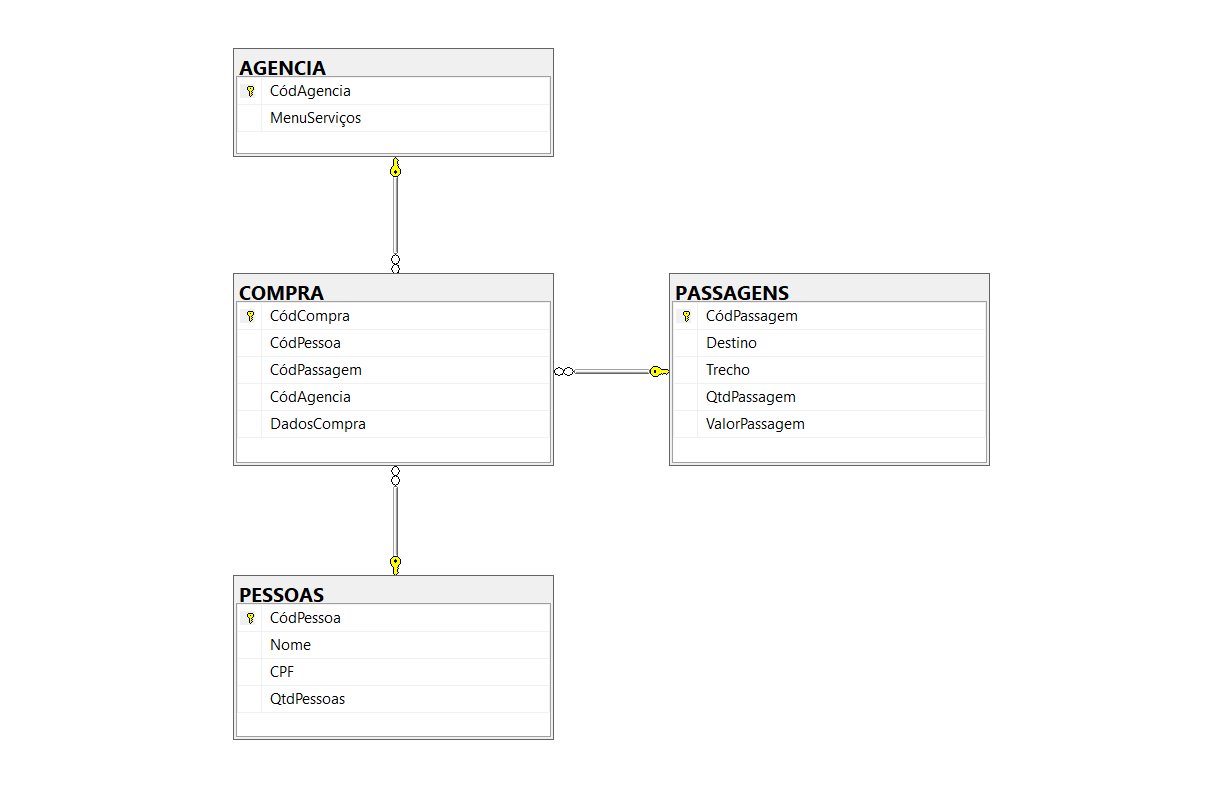 AGENCIA
CódAgencia
MenuServiços
COMPRA
CódCompra
CódPessoa
CódPassagem
CódAgencia
DadosCompra
PASSAGENS
CódPassagem
Destino
Trecho
QtdPassagem
ValorPassagem
PESSOAS
CódPessoa
Nome
CPF
QtdPessoas